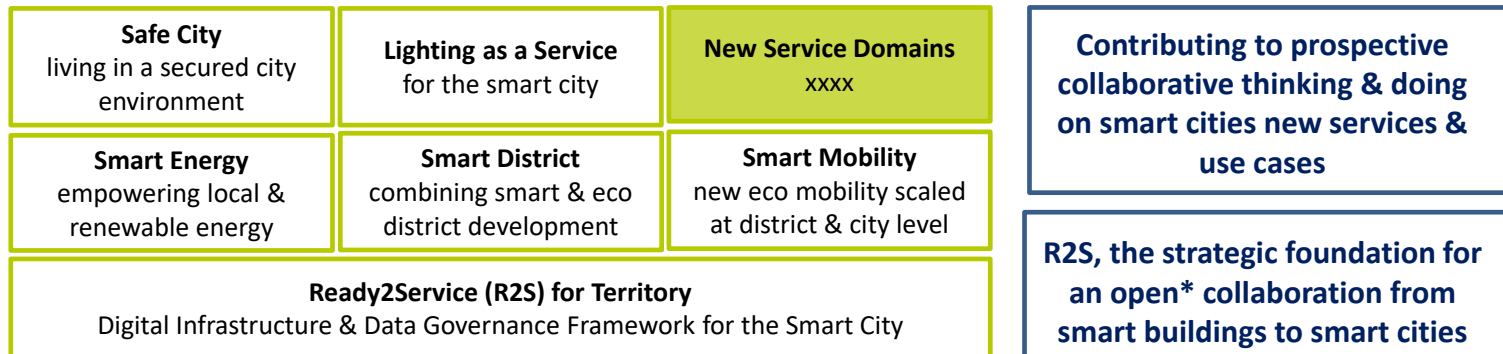 Safe City
living in a secured city
environment
Lighting as a Service
for the smart city
New Service Domains
xxxx
Smart Energy
empowering local &
renewable energy
Smart District
combining smart & eco
district development
Smart Mobility
new eco mobility scaled
at district & city level
Ready2Service (R2S) for Territory
Digital Infrastructure & Data Governance Framework for the Smart City
Contributing to prospective
collaborative thinking & doing
on smart cities new services &
use cases
R2S, the strategic foundation for
an open* collaboration from
smart buildings to smart cities